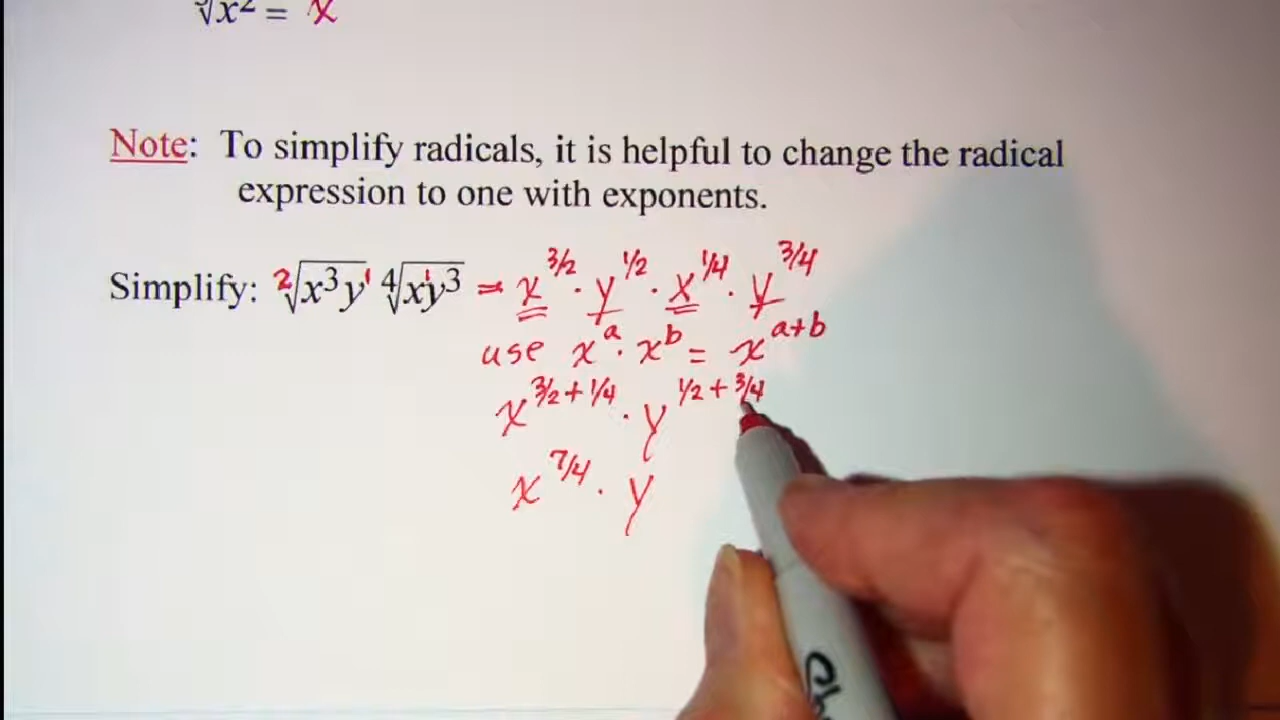 ∛x² = x
Note: To simplify radicals, it is helpful to change the radical
expression to one with exponents.
Simplify: ²√x³y¹ ⁴√x¹y³ = x^3/2 · y^1/2 · x^1/4 · y^3/4
use x^a · x^b = x^a+b
x^3/2+1/4 · y^1/2+3/4
x^7/4 · y